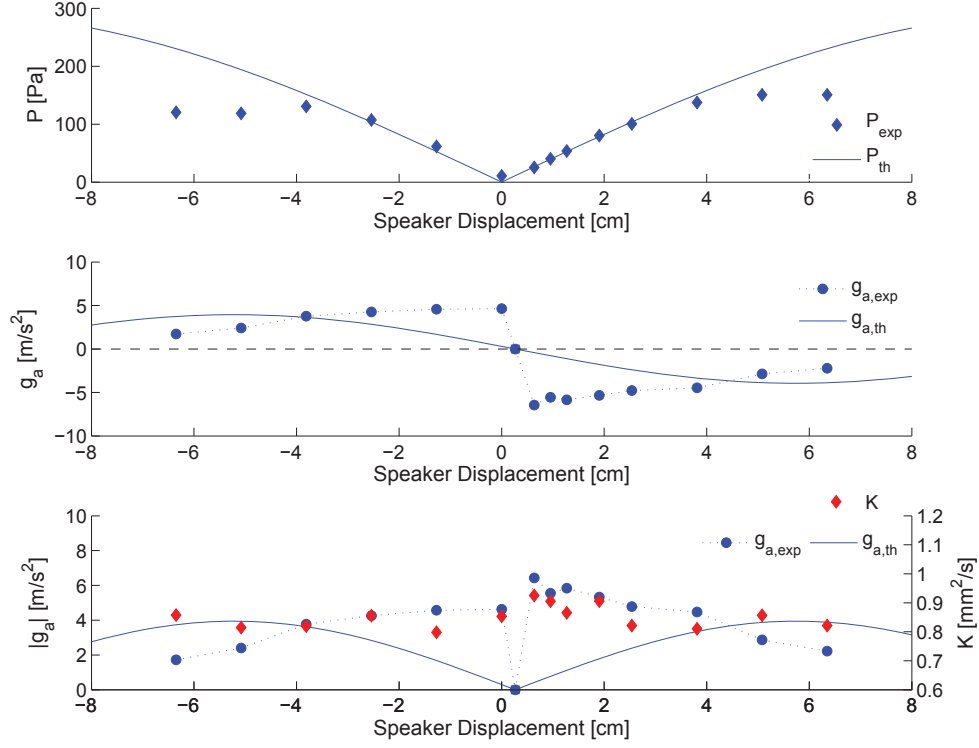 300
200
100
0
P [Pa]
P_exp
P_th
−8 −6 −4 −2 0 2 4 6 8
Speaker Displacement [cm]
10
5
0
−5
−10
g_a [m/s²]
g_a,exp
g_a,th
−8 −6 −4 −2 0 2 4 6 8
Speaker Displacement [cm]
K
10
8
6
4
2
0
|g_a| [m/s²]
g_a,exp g_a,th
1.2
1.1
1
0.9
0.8
0.7
0.6
K [mm²/s]
−8 −6 −4 −2 0 2 4 6 8
Speaker Displacement [cm]